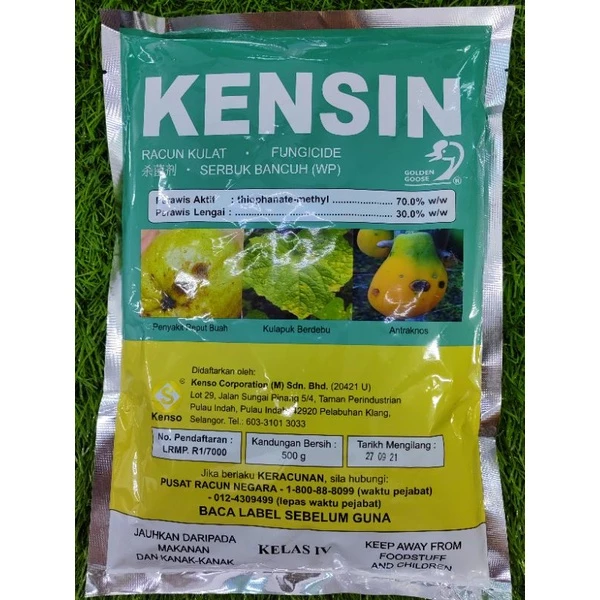 KENSIN
RACUN KULAT • FUNGICIDE
杀菌剂 • SERBUK BANCUH (WP)
GOLDEN
GOOSE ®
Perawis Aktif : thiophanate-methyl .................. 70.0% w/w
Perawis Lengai : .................. 30.0% w/w
Penyakit Reput Buah
Kulapuk Berdebu
Antraknos
Didaftarkan oleh:
Kenso Corporation (M) Sdn. Bhd. (20421 U)
Lot 29, Jalan Sungai Pinang 5/4, Taman Perindustrian
Pulau Indah, Pulau Indah, 42920 Pelabuhan Klang,
Selangor. Tel.: 603-3101 3033
Kenso
No. Pendaftaran :
LRMP. R1/7000
Kandungan Bersih :
500 g
Tarikh Mengilang :
27 09 21
Jika berlaku KERACUNAN, sila hubungi:
PUSAT RACUN NEGARA - 1-800-88-8099 (waktu pejabat)
- 012-4309499 (lepas waktu pejabat)
BACA LABEL SEBELUM GUNA
JAUHKAN DARIPADA
MAKANAN
DAN KANAK-KANAK
KELAS IV
KEEP AWAY FROM
FOODSTUFF
AND CHILDREN